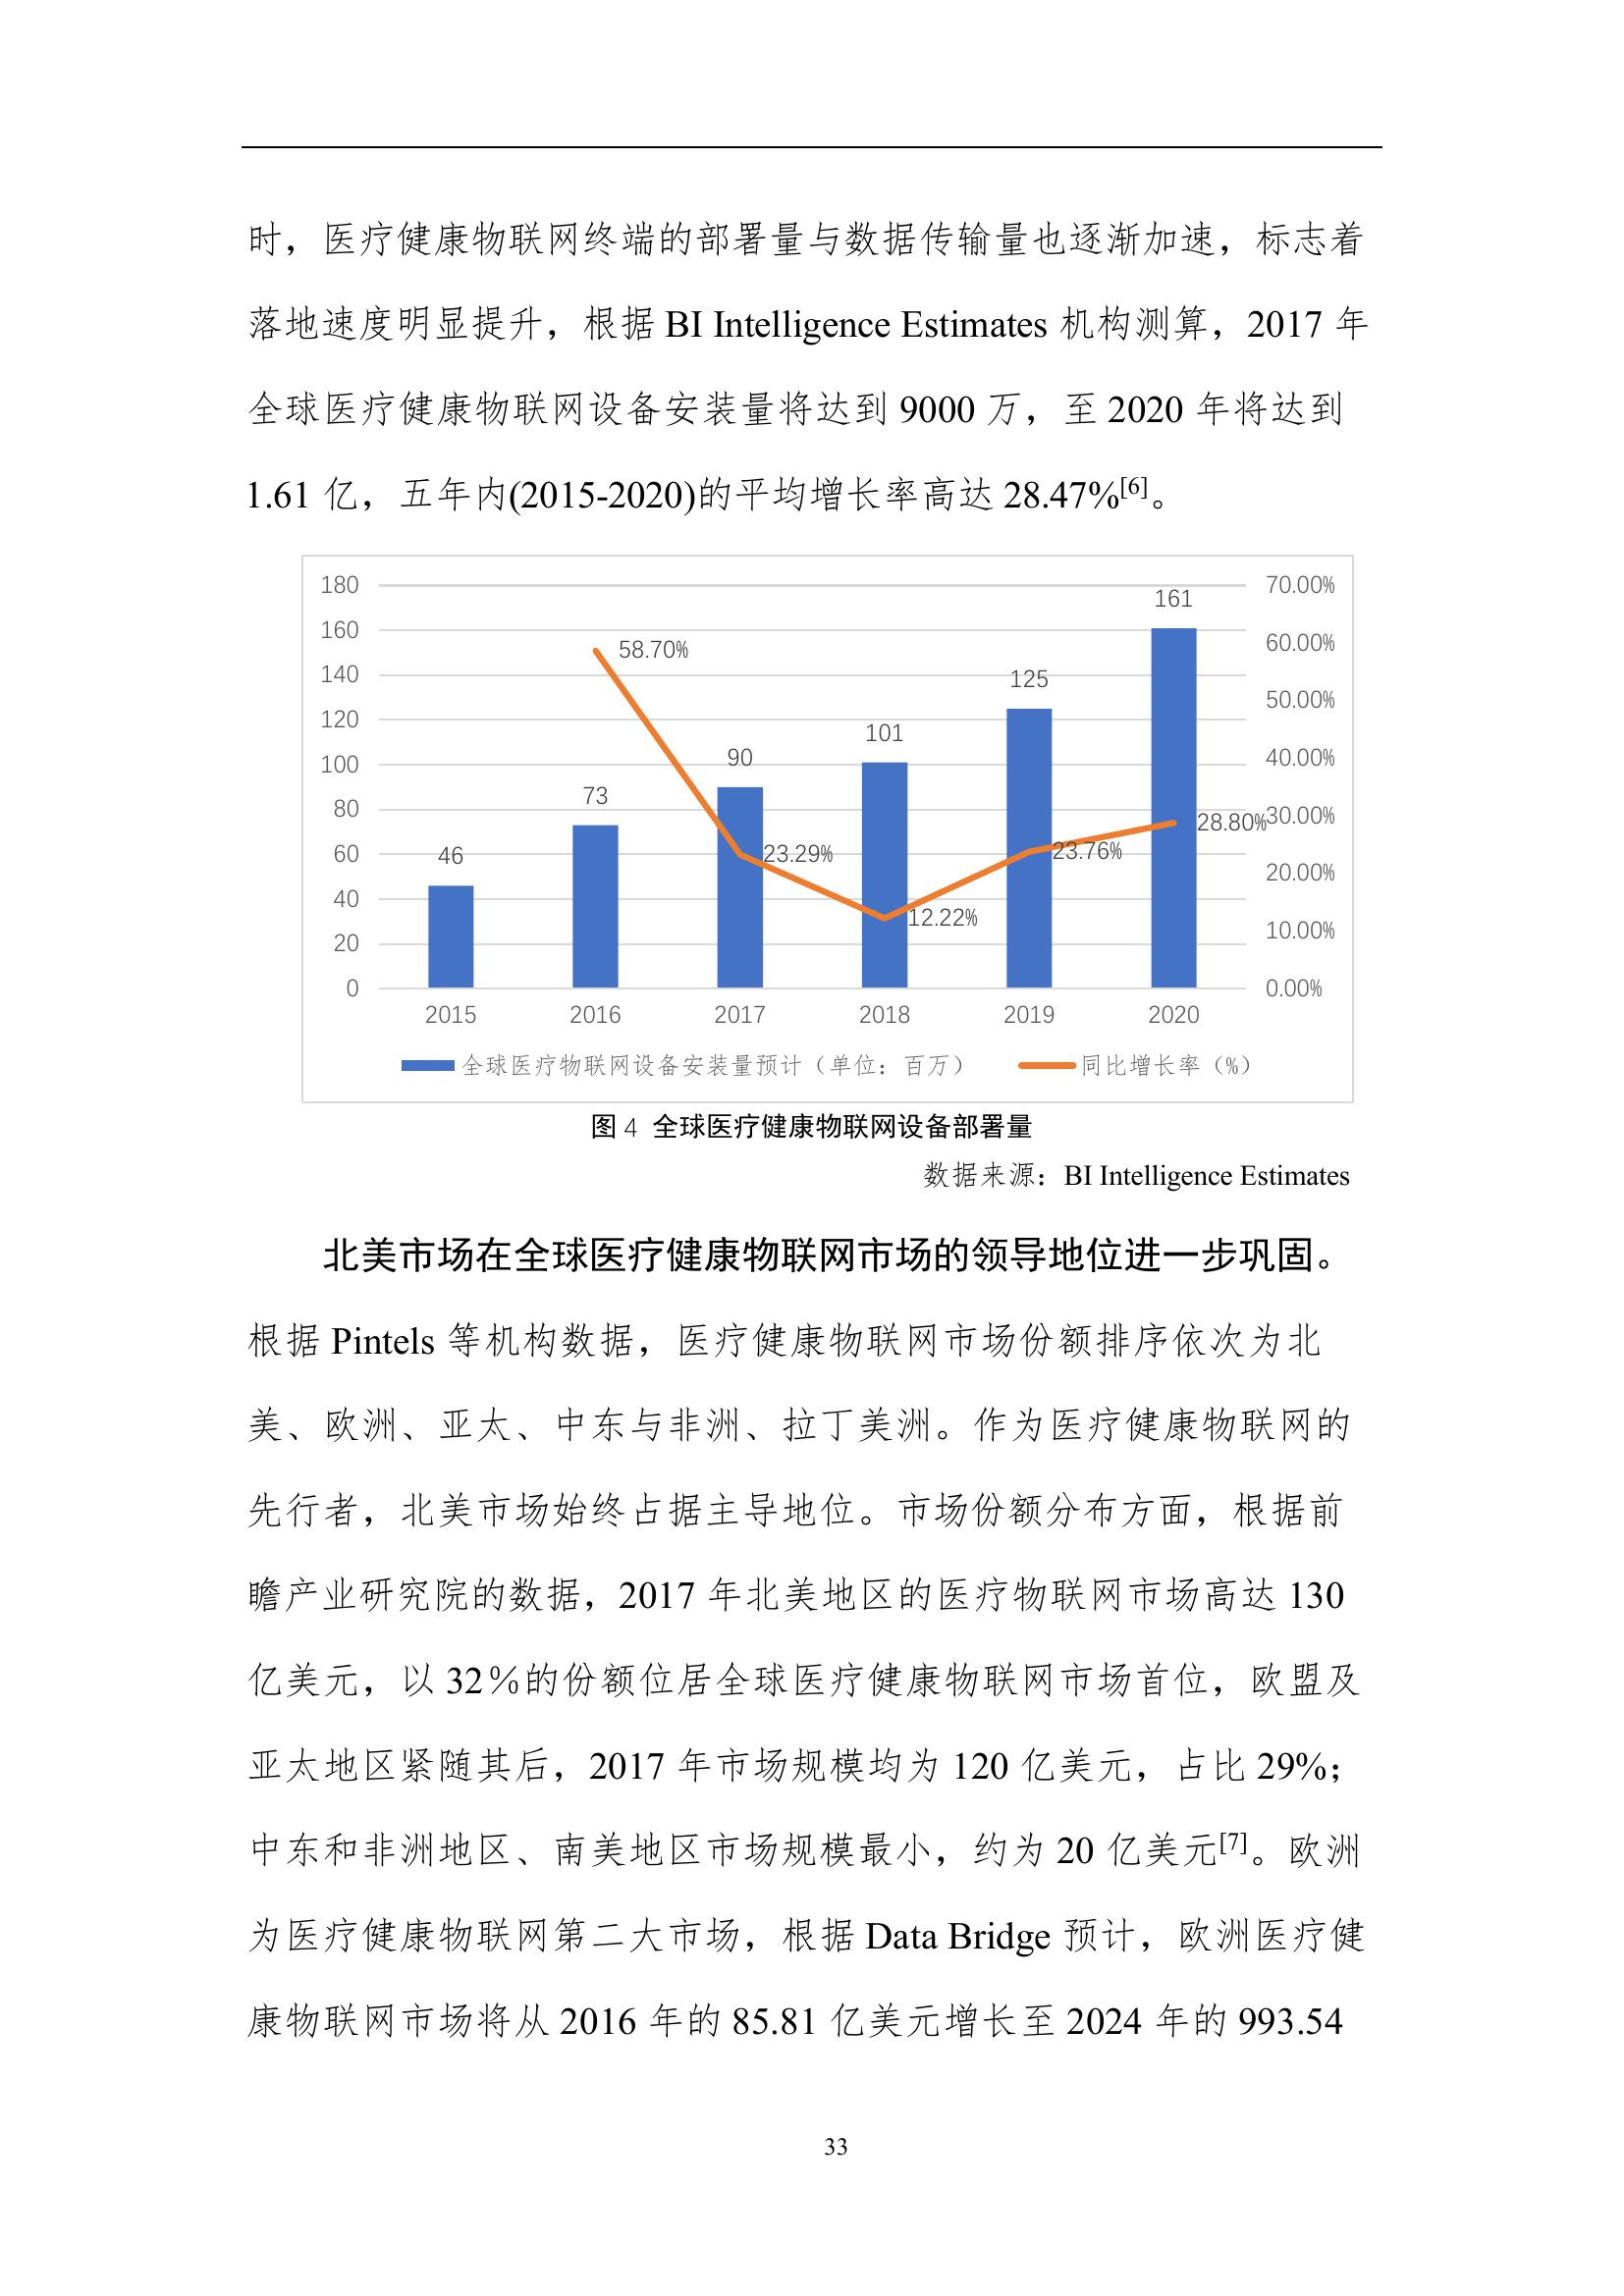 时，医疗健康物联网终端的部署量与数据传输量也逐渐加速，标志着
落地速度明显提升，根据 BI Intelligence Estimates 机构测算，2017 年
全球医疗健康物联网设备安装量将达到 9000 万，至 2020 年将达到
1.61 亿，五年内(2015-2020)的平均增长率高达 28.47%[6]。
180
160
140
120
100
80
60
40
20
0
70.00%
60.00%
50.00%
40.00%
30.00%
20.00%
10.00%
0.00%
46
73
90
101
125
161
58.70%
23.29%
12.22%
23.76%
28.80%
2015 2016 2017 2018 2019 2020
全球医疗物联网设备安装量预计（单位：百万） 同比增长率（%）
图 4 全球医疗健康物联网设备部署量
数据来源：BI Intelligence Estimates
北美市场在全球医疗健康物联网市场的领导地位进一步巩固。
根据 Pintels 等机构数据，医疗健康物联网市场份额排序依次为北
美、欧洲、亚太、中东与非洲、拉丁美洲。作为医疗健康物联网的
先行者，北美市场始终占据主导地位。市场份额分布方面，根据前
瞻产业研究院的数据，2017 年北美地区的医疗物联网市场高达 130
亿美元，以 32％的份额位居全球医疗健康物联网市场首位，欧盟及
亚太地区紧随其后，2017 年市场规模均为 120 亿美元，占比 29%；
中东和非洲地区、南美地区市场规模最小，约为 20 亿美元[7]。欧洲
为医疗健康物联网第二大市场，根据 Data Bridge 预计，欧洲医疗健
康物联网市场将从 2016 年的 85.81 亿美元增长至 2024 年的 993.54
33